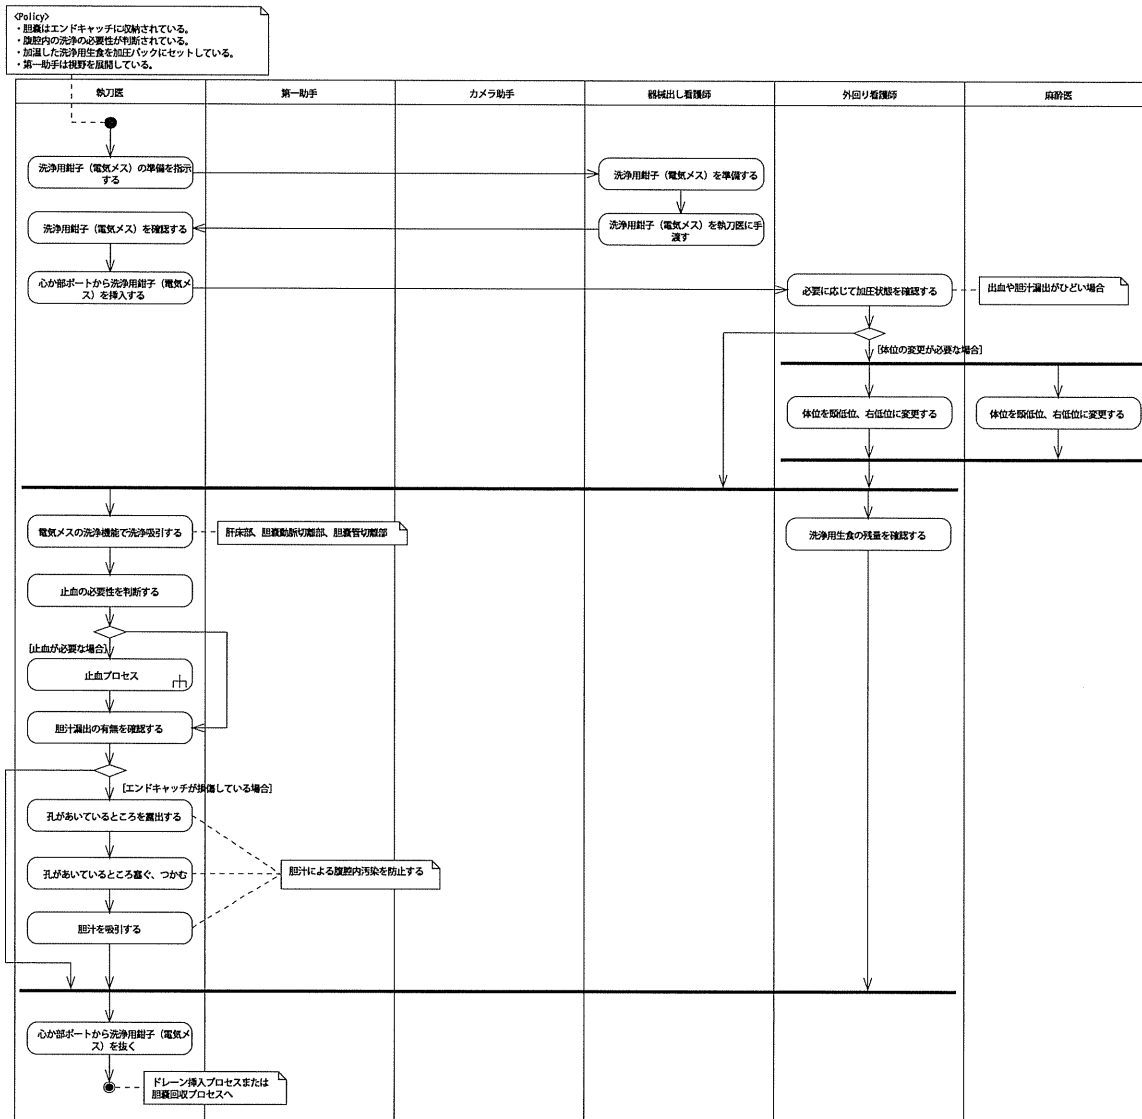 <Policy>
・胆嚢はエンドキャッチに収納されている。
・腹腔内の洗浄の必要性が判断されている。
・加温した洗浄用生食を加圧バックにセットしている。
・第一助手は視野を展開している。
執刀医
第一助手
カメラ助手
器械出し看護師
外回り看護師
麻酔医
洗浄用鉗子（電気メス）の準備を指示
する
洗浄用鉗子（電気メス）を準備する
洗浄用鉗子（電気メス）を確認する
洗浄用鉗子（電気メス）を執刀医に手
渡す
心か部ポートから洗浄用鉗子（電気メ
ス）を挿入する
必要に応じて加圧状態を確認する
出血や胆汁漏出がひどい場合
[体位の変更が必要な場合]
体位を頭低位、右低位に変更する
体位を頭低位、右低位に変更する
電気メスの洗浄機能で洗浄吸引する
肝床部、胆嚢動脈切離部、胆嚢管切離部
洗浄用生食の残量を確認する
止血の必要性を判断する
[止血が必要な場合]
止血プロセス
胆汁漏出の有無を確認する
[エンドキャッチが損傷している場合]
孔があいているところを露出する
孔があいているところ塞ぐ、つかむ
胆汁による腹腔内汚染を防止する
胆汁を吸引する
心か部ポートから洗浄用鉗子（電気メ
ス）を抜く
ドレーン挿入プロセスまたは
胆嚢回収プロセスへ